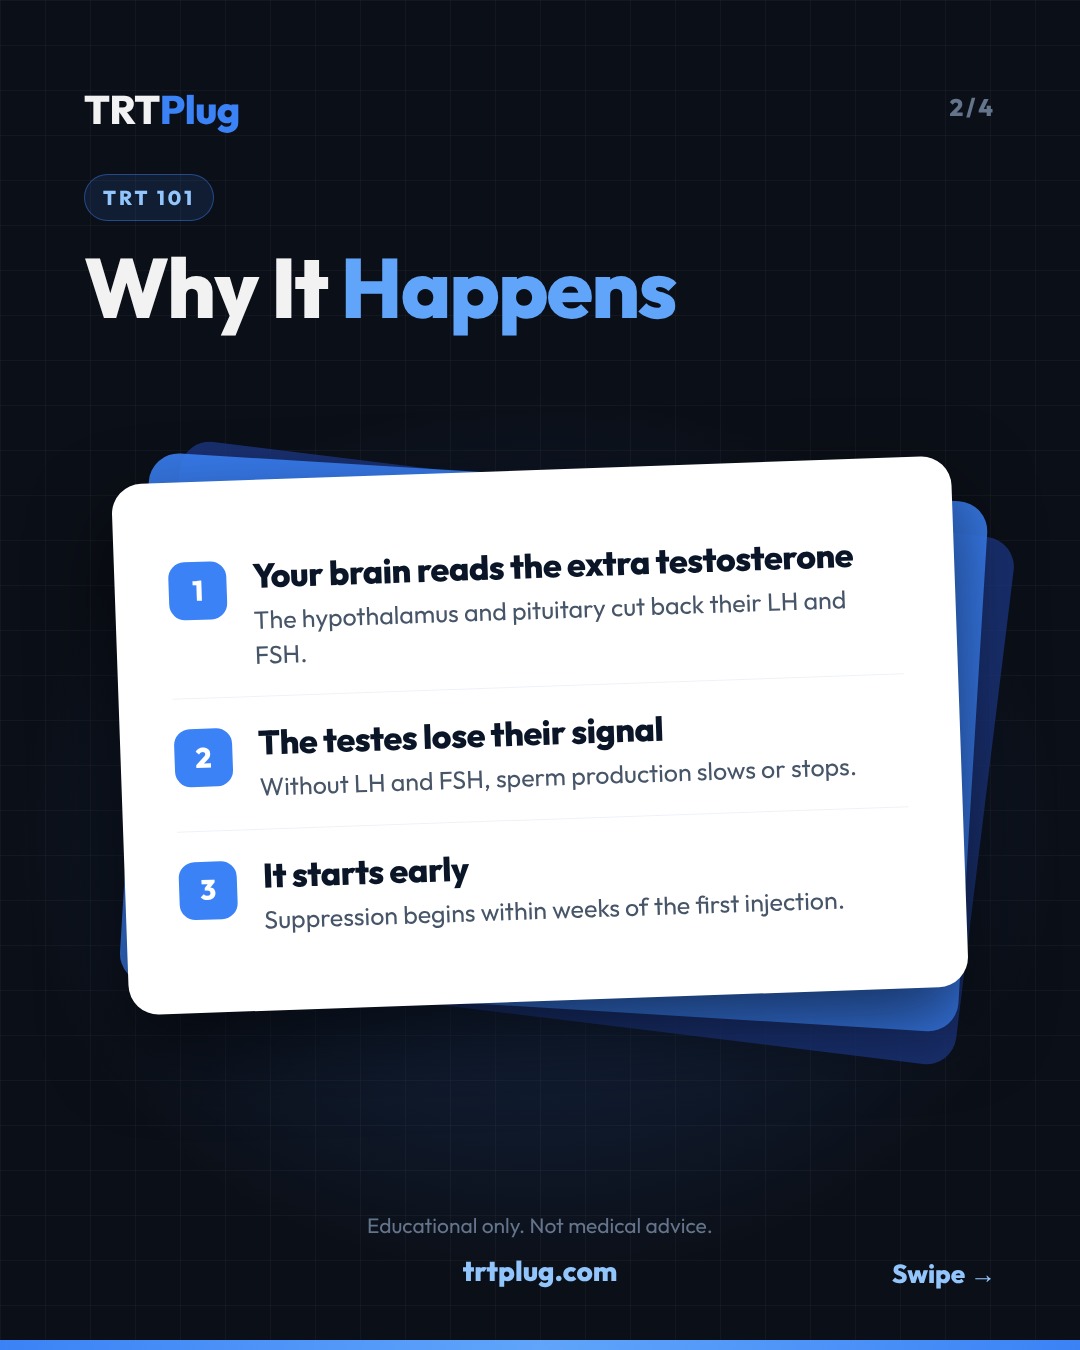 TRTPlug
2/4
TRT 101
Why It Happens
1
Your brain reads the extra testosterone
The hypothalamus and pituitary cut back their LH and
FSH.
2
The testes lose their signal
Without LH and FSH, sperm production slows or stops.
3
It starts early
Suppression begins within weeks of the first injection.
Educational only. Not medical advice.
trtplug.com
Swipe →